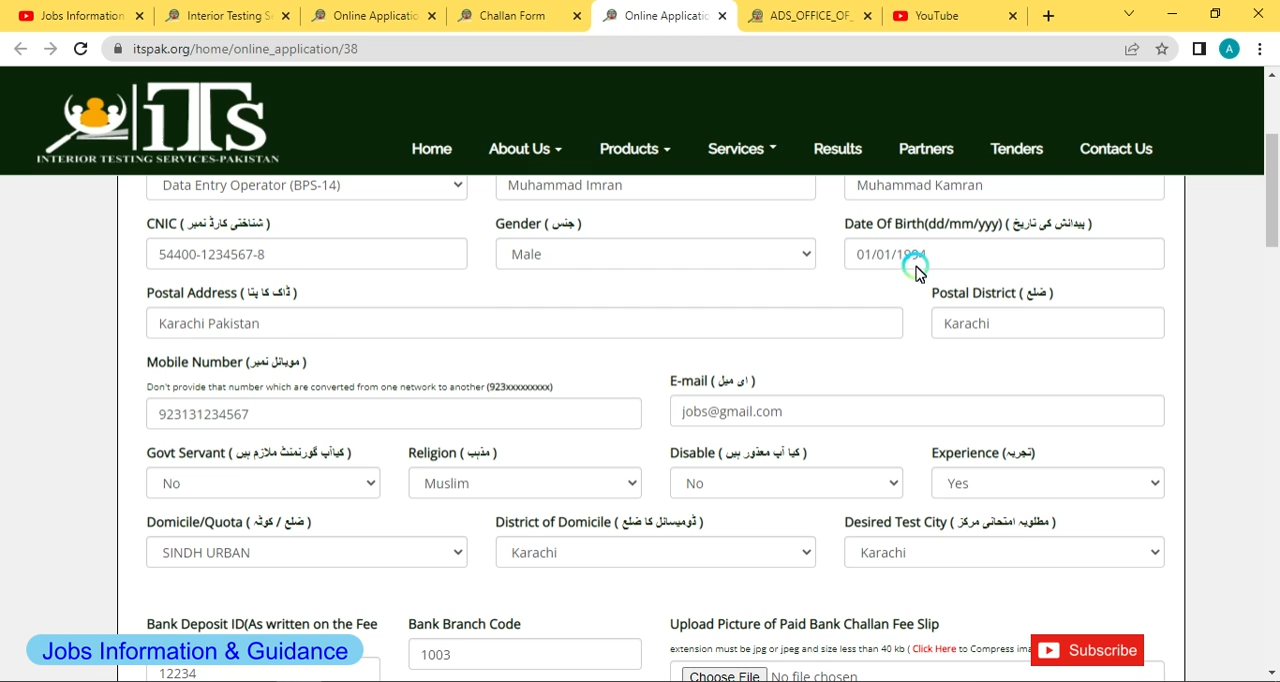 Jobs Information
Interior Testing Se
Online Applicatio
Challan Form
Online Applicatio
ADS_OFFICE_OF_
YouTube
itspak.org/home/online_application/38
A
iTs
INTERIOR TESTING SERVICES-PAKISTAN
Home
About Us
Products
Services
Results
Partners
Tenders
Contact Us
Data Entry Operator (BPS-14)
Muhammad Imran
Muhammad Kamran
CNIC ( شناختی کارڈ نمبر )
Gender ( جنس )
Date Of Birth(dd/mm/yyy) ( پیدائش کی تاریخ )
54400-1234567-8
Male
01/01/1994
Postal Address ( ڈاک کا پتا )
Postal District ( ضلع )
Karachi Pakistan
Karachi
Mobile Number (موبائل نمبر )
Don't provide that number which are converted from one network to another (923xxxxxxxxx)
E-mail ( ای میل )
923131234567
jobs@gmail.com
Govt Servant ( کیاآپ گورنمنٹ ملازم ہیں )
Religion ( مذہب )
Disable ( کیا آپ معذور ہیں )
Experience (تجربہ)
No
Muslim
No
Yes
Domicile/Quota ( ضلع / کوٹہ )
District of Domicile ( ڈومیسائل کا ضلع )
Desired Test City ( مطلوبہ امتحانی مرکز )
SINDH URBAN
Karachi
Karachi
Bank Deposit ID(As written on the Fee
Bank Branch Code
Upload Picture of Paid Bank Challan Fee Slip
extension must be jpg or jpeg and size less than 40 kb ( Click Here to Compress ima
1003
12234
Choose File No file chosen
Jobs Information & Guidance
Subscribe